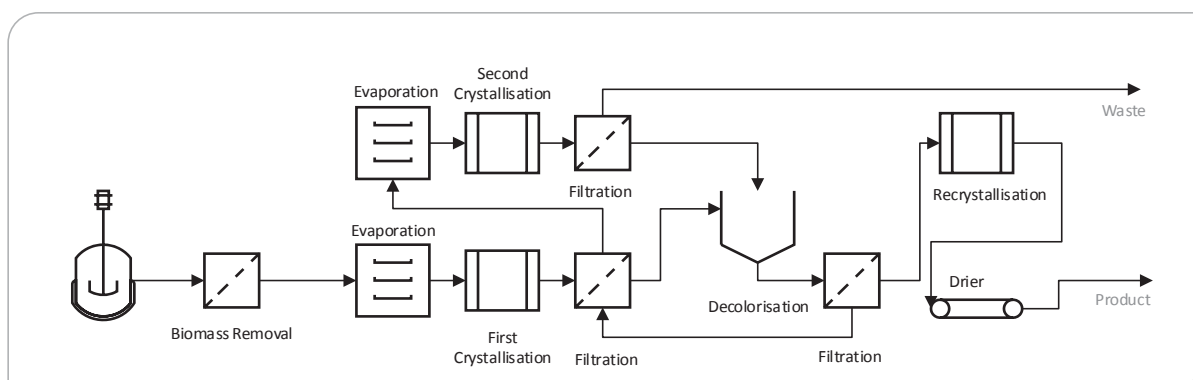 Second
Crystallisation
Evaporation
Waste
Filtration
Recrystallisation
Evaporation
Drier
Product
Decolorisation
Biomass Removal
First
Crystallisation
Filtration
Filtration